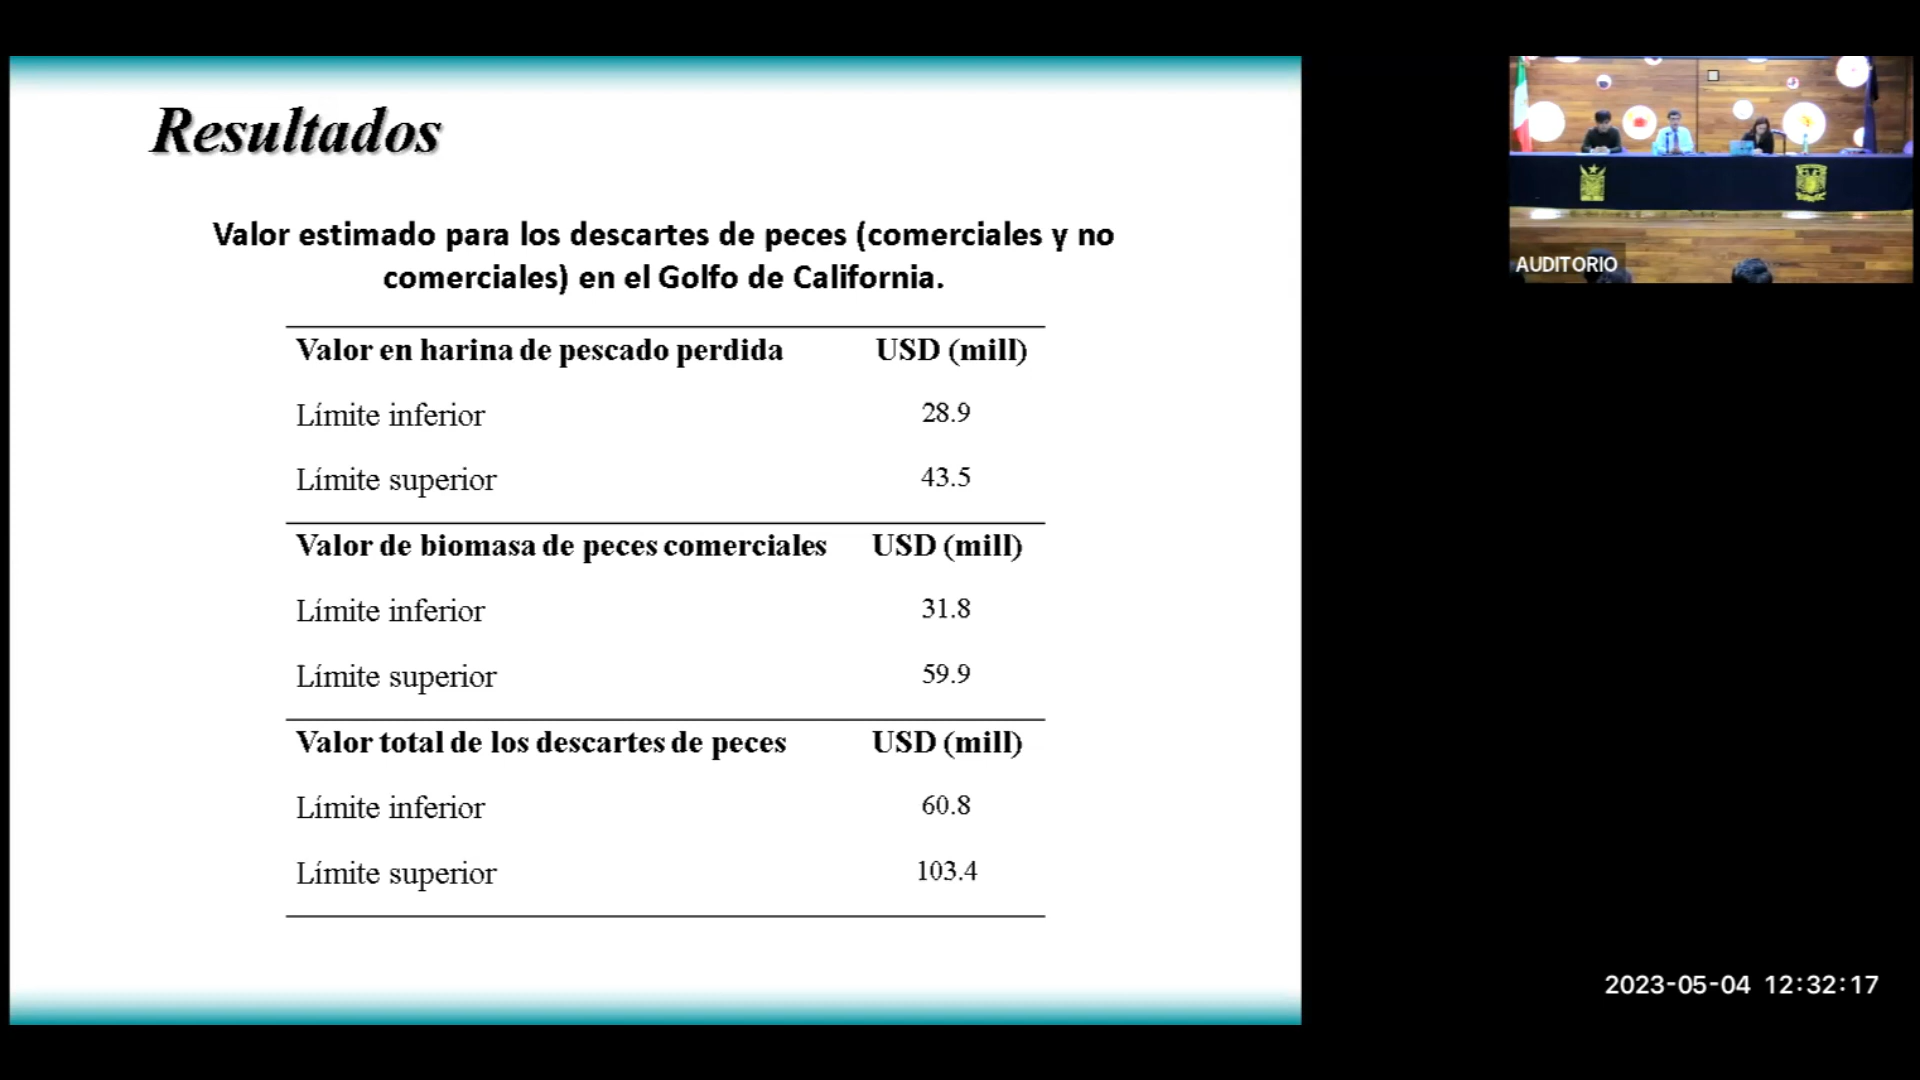 Resultados
Valor estimado para los descartes de peces (comerciales y no
comerciales) en el Golfo de California.
Valor en harina de pescado perdida USD (mill)
Límite inferior 28.9
Límite superior 43.5
Valor de biomasa de peces comerciales USD (mill)
Límite inferior 31.8
Límite superior 59.9
Valor total de los descartes de peces USD (mill)
Límite inferior 60.8
Límite superior 103.4
AUDITORIO
2023-05-04 12:32:17